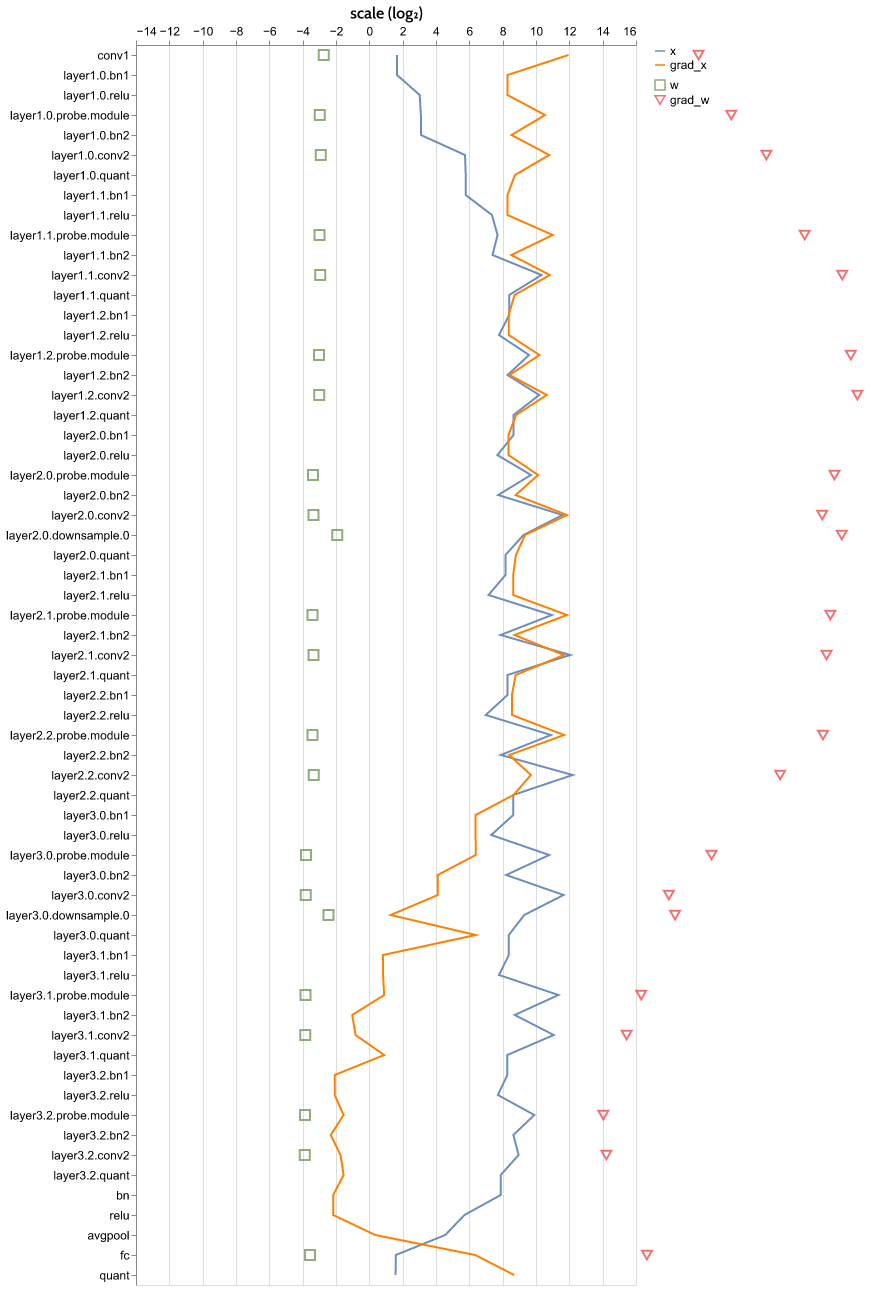 scale (log₂)
−14 −12 −10 −8 −6 −4 −2 0 2 4 6 8 10 12 14 16
x
grad_x
w
grad_w
conv1
layer1.0.bn1
layer1.0.relu
layer1.0.probe.module
layer1.0.bn2
layer1.0.conv2
layer1.0.quant
layer1.1.bn1
layer1.1.relu
layer1.1.probe.module
layer1.1.bn2
layer1.1.conv2
layer1.1.quant
layer1.2.bn1
layer1.2.relu
layer1.2.probe.module
layer1.2.bn2
layer1.2.conv2
layer1.2.quant
layer2.0.bn1
layer2.0.relu
layer2.0.probe.module
layer2.0.bn2
layer2.0.conv2
layer2.0.downsample.0
layer2.0.quant
layer2.1.bn1
layer2.1.relu
layer2.1.probe.module
layer2.1.bn2
layer2.1.conv2
layer2.1.quant
layer2.2.bn1
layer2.2.relu
layer2.2.probe.module
layer2.2.bn2
layer2.2.conv2
layer2.2.quant
layer3.0.bn1
layer3.0.relu
layer3.0.probe.module
layer3.0.bn2
layer3.0.conv2
layer3.0.downsample.0
layer3.0.quant
layer3.1.bn1
layer3.1.relu
layer3.1.probe.module
layer3.1.bn2
layer3.1.conv2
layer3.1.quant
layer3.2.bn1
layer3.2.relu
layer3.2.probe.module
layer3.2.bn2
layer3.2.conv2
layer3.2.quant
bn
relu
avgpool
fc
quant